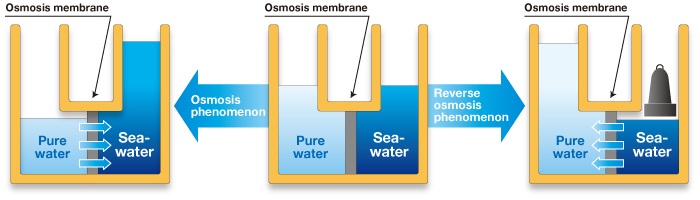 Osmosis membrane
Pure
water
Sea-
water
Osmosis
phenomenon
Osmosis membrane
Pure
water
Sea-
water
Reverse
osmosis
phenomenon
Osmosis membrane
Pure
water
Sea-
water